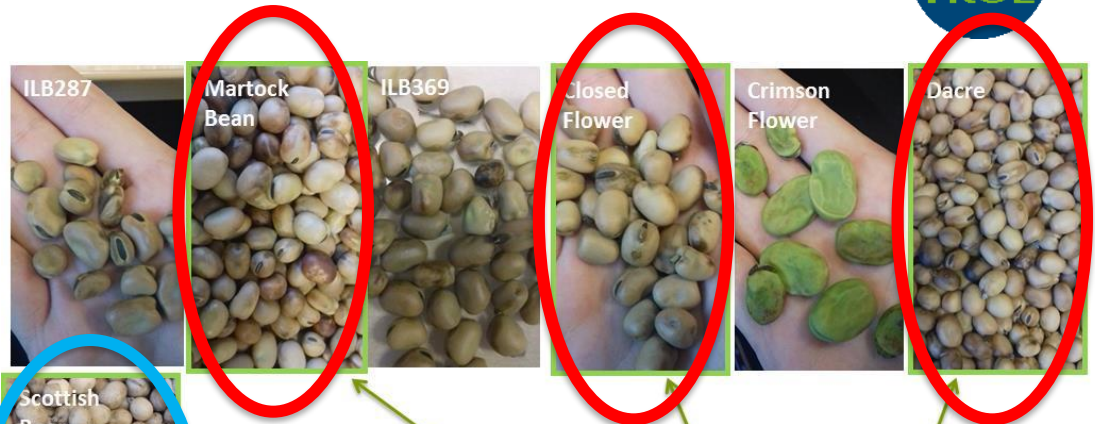 ILB287
Martock
Bean
ILB369
Closed
Flower
Crimson
Flower
Dacre
Scottish